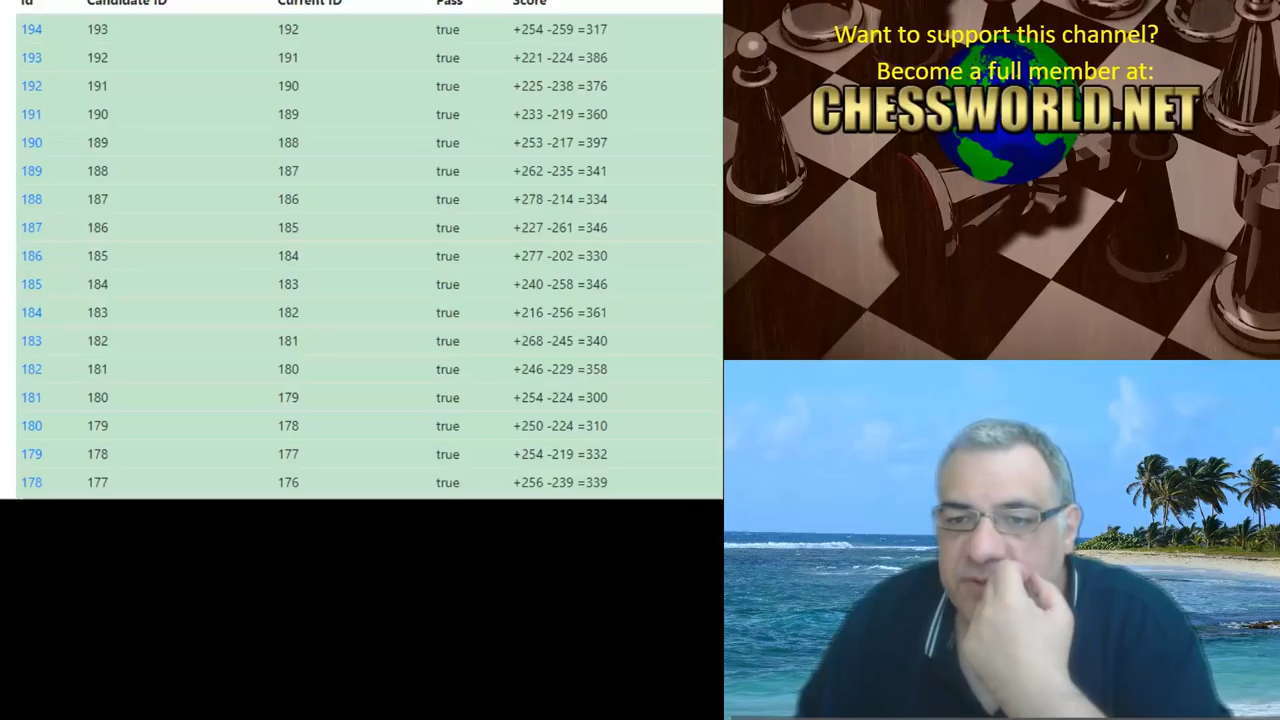 Id Candidate ID Current ID Pass Score
194 193 192 true +254 -259 =317
193 192 191 true +221 -224 =386
192 191 190 true +225 -238 =376
191 190 189 true +233 -219 =360
190 189 188 true +253 -217 =397
189 188 187 true +262 -235 =341
188 187 186 true +278 -214 =334
187 186 185 true +227 -261 =346
186 185 184 true +277 -202 =330
185 184 183 true +240 -258 =346
184 183 182 true +216 -256 =361
183 182 181 true +268 -245 =340
182 181 180 true +246 -229 =358
181 180 179 true +254 -224 =300
180 179 178 true +250 -224 =310
179 178 177 true +254 -219 =332
178 177 176 true +256 -239 =339
Want to support this channel?
Become a full member at:
CHESSWORLD.NET